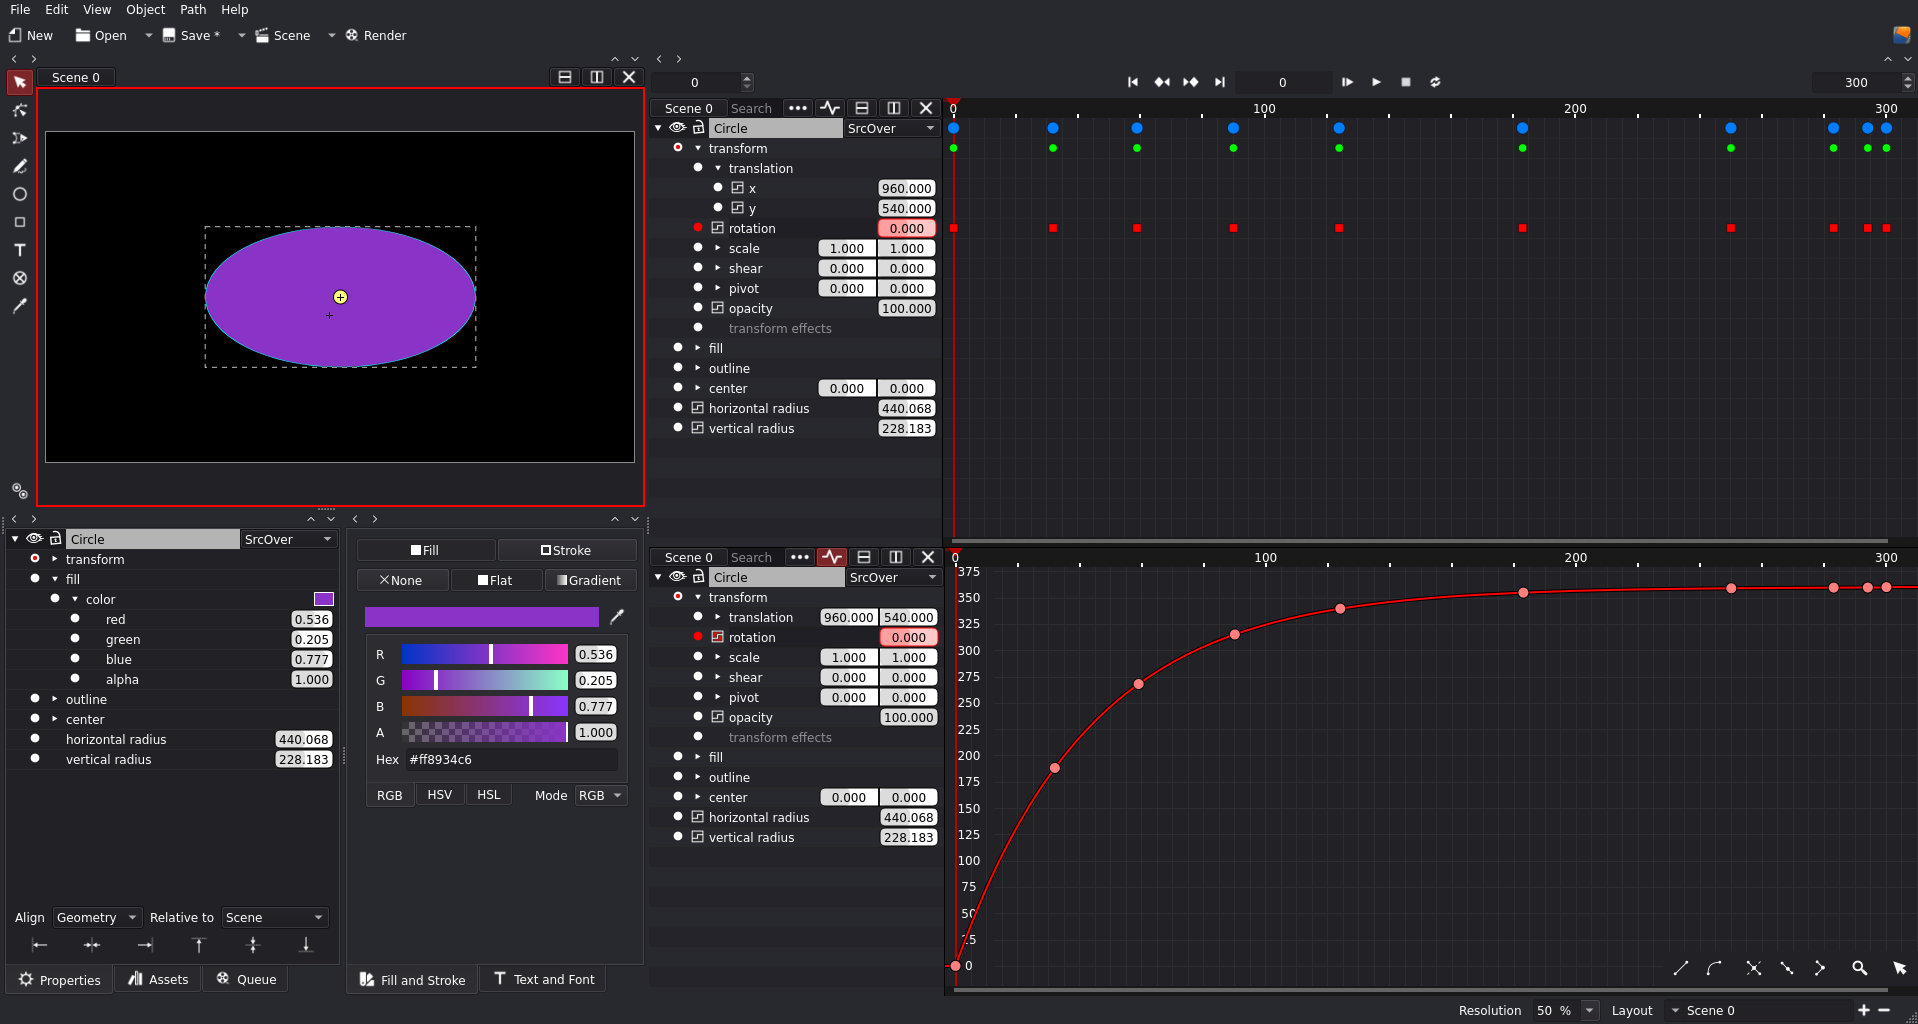 File Edit View Object Path Help
New Open Save * Scene Render
Scene 0
0 0 300
Scene 0 Search 0 100 200 300
Circle SrcOver
transform
translation
x 960.000
y 540.000
rotation 0.000
scale 1.000 1.000
shear 0.000 0.000
pivot 0.000 0.000
opacity 100.000
transform effects
fill
outline
center 0.000 0.000
horizontal radius 440.068
vertical radius 228.183
T
Circle SrcOver
transform
fill
color
red 0.536
green 0.205
blue 0.777
alpha 1.000
outline
center
horizontal radius 440.068
vertical radius 228.183
Align Geometry Relative to Scene
Properties Assets Queue
Fill Stroke
None Flat Gradient
R 0.536
G 0.205
B 0.777
A 1.000
Hex #ff8934c6
RGB HSV HSL Mode RGB
Fill and Stroke T Text and Font
Scene 0 Search 0 100 200 300
Circle SrcOver
transform
translation 960.000 540.000
rotation 0.000
scale 1.000 1.000
shear 0.000 0.000
pivot 0.000 0.000
opacity 100.000
transform effects
fill
outline
center 0.000 0.000
horizontal radius 440.068
vertical radius 228.183
375
350
325
300
275
250
225
200
175
150
125
100
75
50
25
0
Resolution 50 % Layout Scene 0